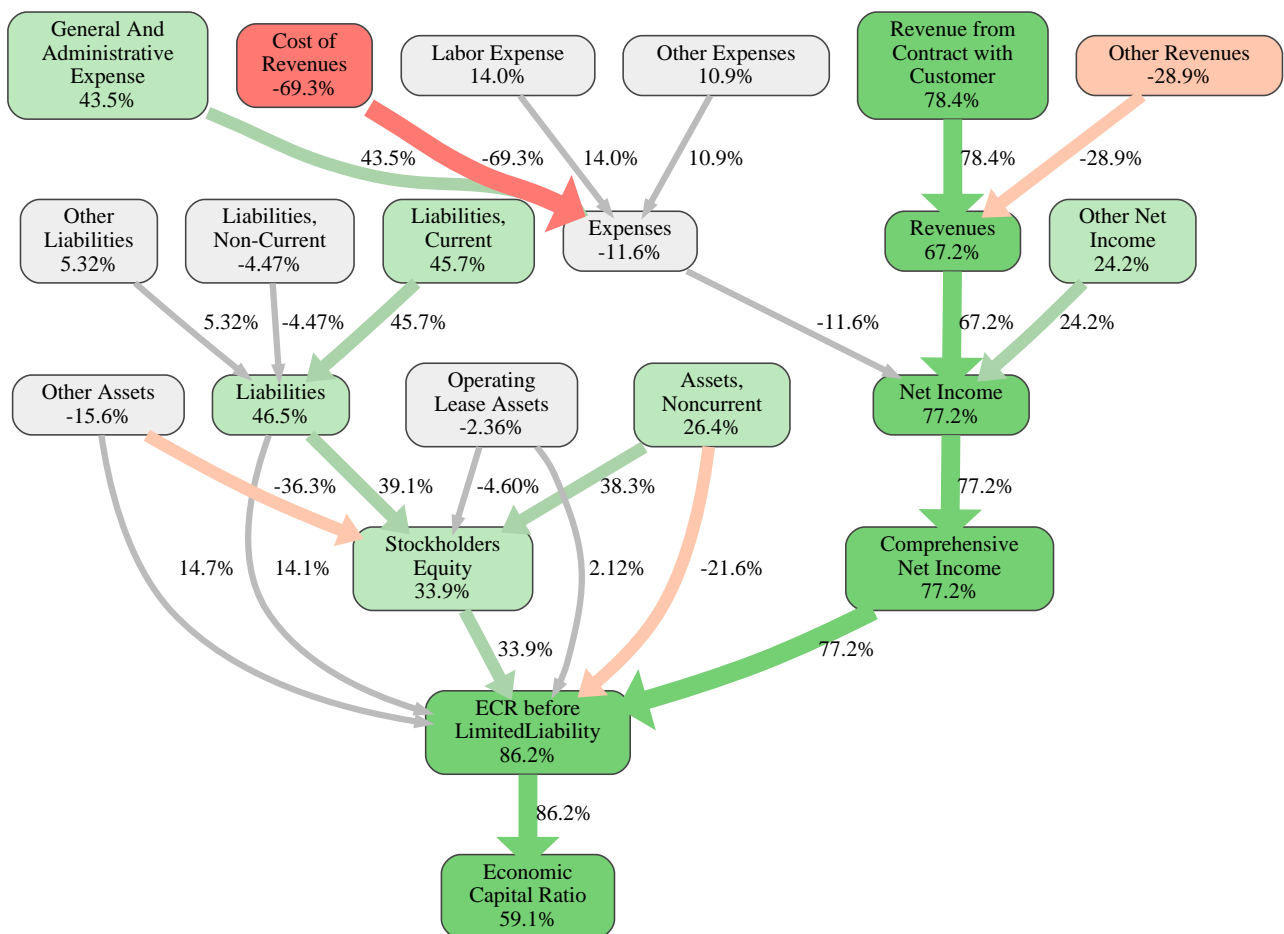 General And
Administrative
Expense
43.5%
Cost of
Revenues
-69.3%
Labor Expense
14.0%
Other Expenses
10.9%
Revenue from
Contract with
Customer
78.4%
Other Revenues
-28.9%
43.5%
-69.3%
14.0%
10.9%
78.4%
-28.9%
Other
Liabilities
5.32%
Liabilities,
Non-Current
-4.47%
Liabilities,
Current
45.7%
Expenses
-11.6%
Revenues
67.2%
Other Net
Income
24.2%
5.32%
-4.47%
45.7%
-11.6%
67.2%
24.2%
Other Assets
-15.6%
Liabilities
46.5%
Operating
Lease Assets
-2.36%
Assets,
Noncurrent
26.4%
Net Income
77.2%
-36.3%
39.1%
-4.60%
38.3%
77.2%
Stockholders
Equity
33.9%
Comprehensive
Net Income
77.2%
14.7%
14.1%
2.12%
-21.6%
33.9%
77.2%
ECR before
LimitedLiability
86.2%
86.2%
Economic
Capital Ratio
59.1%